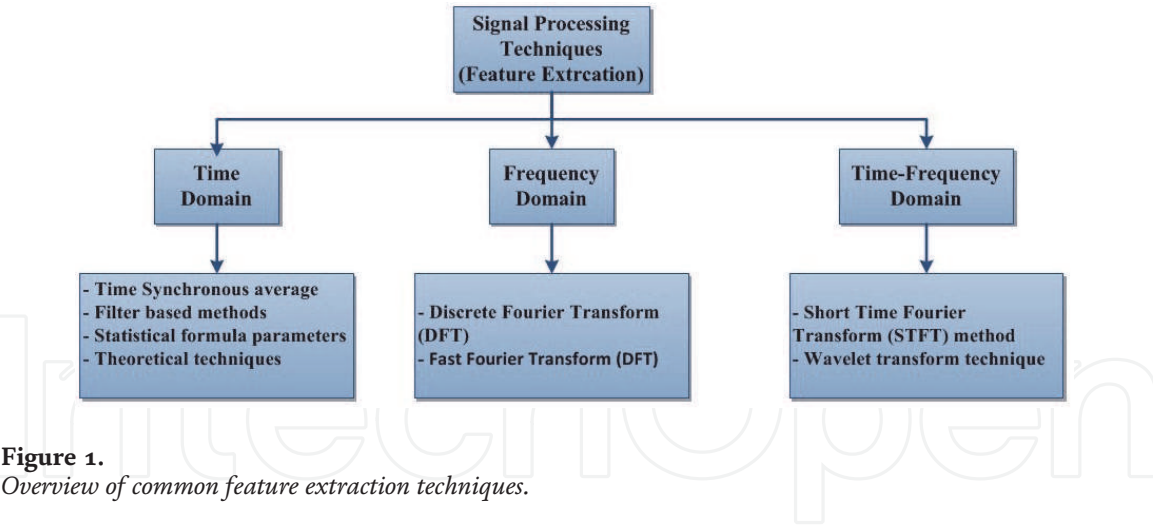 Signal Processing
Techniques
(Feature Extrcation)
Time
Domain
Frequency
Domain
Time-Frequency
Domain
- Time Synchronous average
- Filter based methods
- Statistical formula parameters
- Theoretical techniques
- Discrete Fourier Transform
(DFT)
- Fast Fourier Transform (DFT)
- Short Time Fourier
Transform (STFT) method
- Wavelet transform technique
IntechOpen
Figure 1.
Overview of common feature extraction techniques.